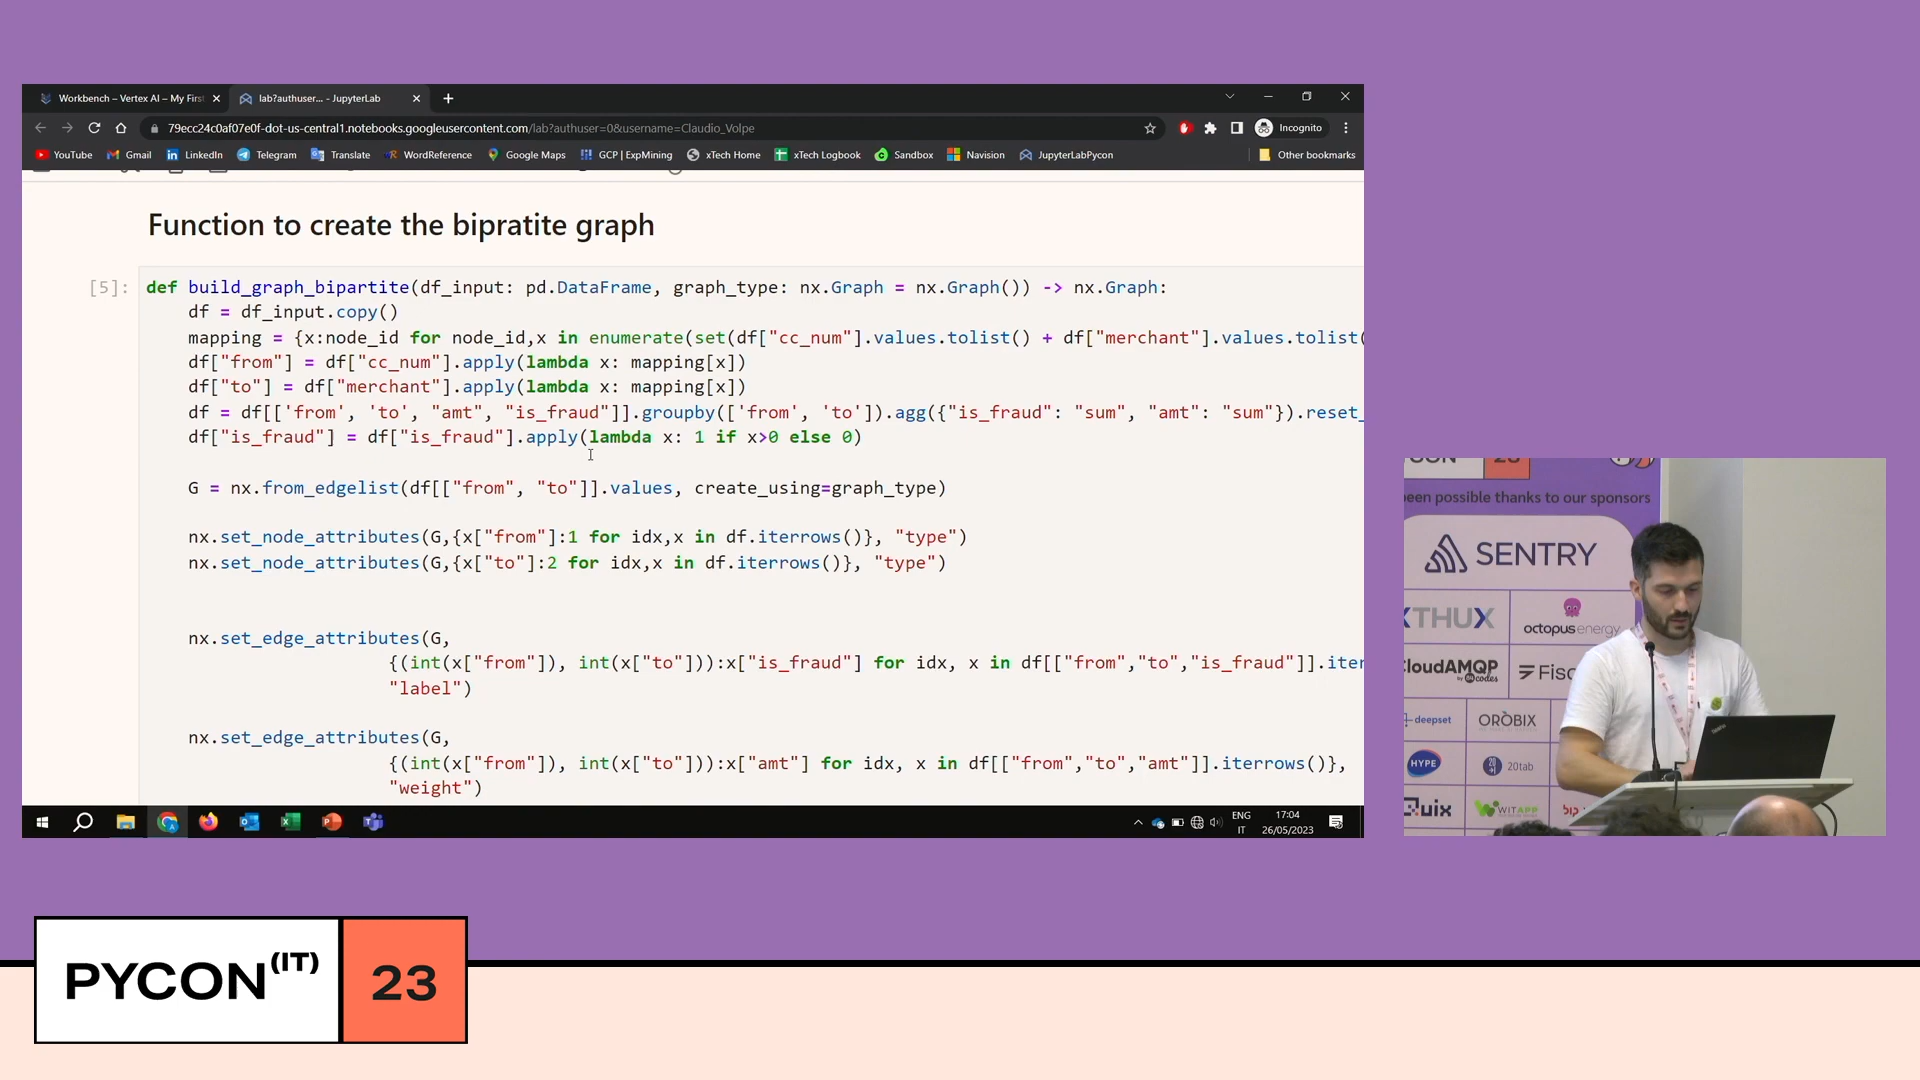 Workbench – Vertex AI – My First
lab?authuser... - JupyterLab
79ecc24c0af07e0f-dot-us-central1.notebooks.googleusercontent.com/lab?authuser=0&username=Claudio_Volpe
Incognito
YouTube Gmail LinkedIn Telegram Translate WordReference Google Maps GCP | ExpMining xTech Home xTech Logbook Sandbox Navision JupyterLabPycon Other bookmarks
Function to create the bipratite graph
[5]: def build_graph_bipartite(df_input: pd.DataFrame, graph_type: nx.Graph = nx.Graph()) -> nx.Graph:
df = df_input.copy()
mapping = {x:node_id for node_id,x in enumerate(set(df["cc_num"].values.tolist() + df["merchant"].values.tolist(
df["from"] = df["cc_num"].apply(lambda x: mapping[x])
df["to"] = df["merchant"].apply(lambda x: mapping[x])
df = df[['from', 'to', "amt", "is_fraud"]].groupby(['from', 'to']).agg({"is_fraud": "sum", "amt": "sum"}).reset_
df["is_fraud"] = df["is_fraud"].apply(lambda x: 1 if x>0 else 0)
G = nx.from_edgelist(df[["from", "to"]].values, create_using=graph_type)
nx.set_node_attributes(G,{x["from"]:1 for idx,x in df.iterrows()}, "type")
nx.set_node_attributes(G,{x["to"]:2 for idx,x in df.iterrows()}, "type")
nx.set_edge_attributes(G,
{(int(x["from"]), int(x["to"])):x["is_fraud"] for idx, x in df[["from","to","is_fraud"]].iter
"label")
nx.set_edge_attributes(G,
{(int(x["from"]), int(x["to"])):x["amt"] for idx, x in df[["from","to","amt"]].iterrows()},
"weight")
ENG
IT
17:04
26/05/2023
been possible thanks to our sponsors
SENTRY
THUX
octopus energy
CloudAMQP
by 84codes
Fisc
deepset
OROBIX
HYPE
20tab
Quix
WITAPP
bip
PYCON (IT) 23